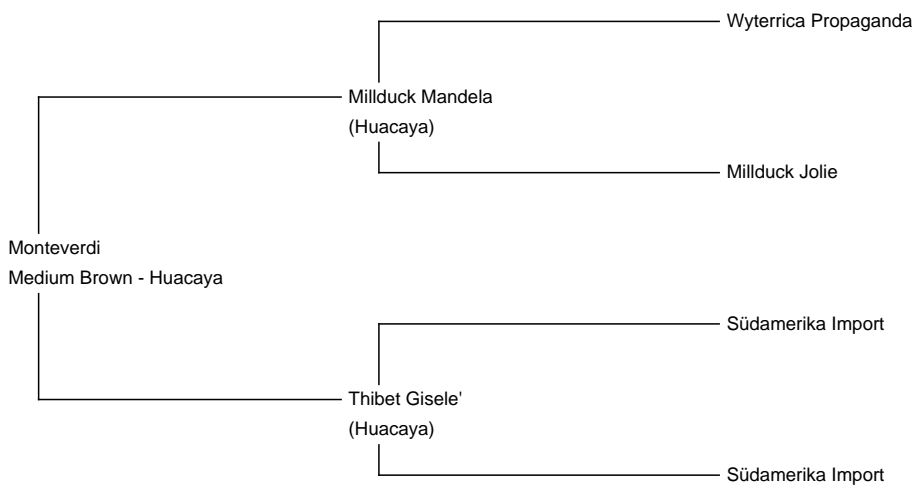 Wyterrica Propaganda
Millduck Mandela
(Huacaya)
Millduck Jolie
Monteverdi
Medium Brown - Huacaya
Südamerika Import
Thibet Gisele'
(Huacaya)
Südamerika Import